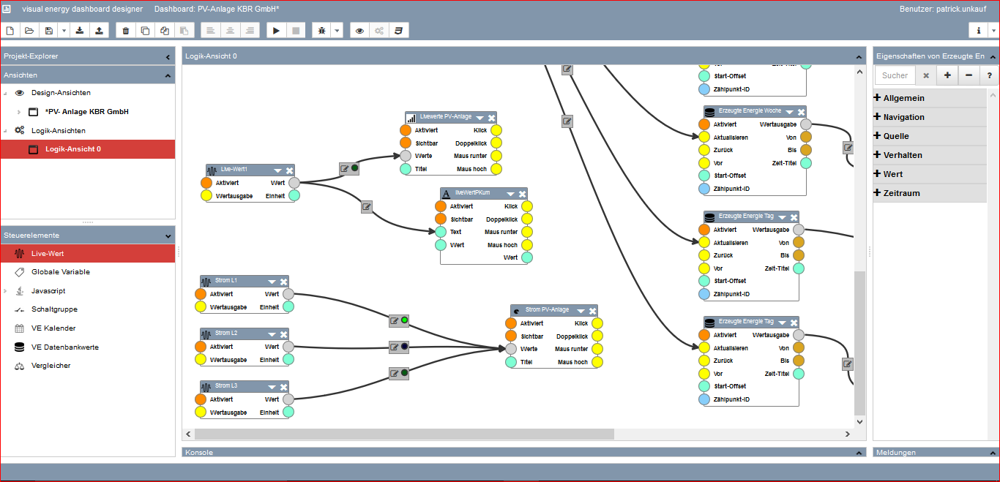 visual energy dashboard designer Dashboard: PV-Anlage KBR GmbH* Benutzer: patrick.unkauf
Projekt-Explorer
Ansichten
Design-Ansichten
*PV- Anlage KBR GmbH
Logik-Ansichten
Logik-Ansicht 0
Steuerelemente
Live-Wert
Globale Variable
Javascript
Schaltgruppe
VE Kalender
VE Datenbankwerte
Vergleicher
Logik-Ansicht 0
Live-Wert1
Aktiviert Wert
Wertausgabe Einheit
Livewerte PV-Anlage
Aktiviert Klick
Sichtbar Doppelklick
Werte Maus runter
Titel Maus hoch
liveWertPKum
Aktiviert Klick
Sichtbar Doppelklick
Text Maus runter
Wert Maus hoch
Wert
Strom L1
Aktiviert Wert
Wertausgabe Einheit
Strom L2
Aktiviert Wert
Wertausgabe Einheit
Strom L3
Aktiviert Wert
Wertausgabe Einheit
Strom PV-Anlage
Aktiviert Klick
Sichtbar Doppelklick
Werte Maus runter
Titel Maus hoch
Vor Zeit-Titel
Start-Offset
Zählpunkt-ID
Erzeugte Energie Woche
Aktiviert Wertausgabe
Aktualisieren Von
Zurück Bis
Vor Zeit-Titel
Start-Offset
Zählpunkt-ID
Erzeugte Energie Tag
Aktiviert Wertausgabe
Aktualisieren Von
Zurück Bis
Vor Zeit-Titel
Start-Offset
Zählpunkt-ID
Erzeugte Energie Tag
Aktiviert Wertausgabe
Aktualisieren Von
Zurück Bis
Vor Zeit-Titel
Start-Offset
Zählpunkt-ID
Konsole
Eigenschaften von Erzeugte En
Sucher
Allgemein
Navigation
Quelle
Verhalten
Wert
Zeitraum
Meldungen